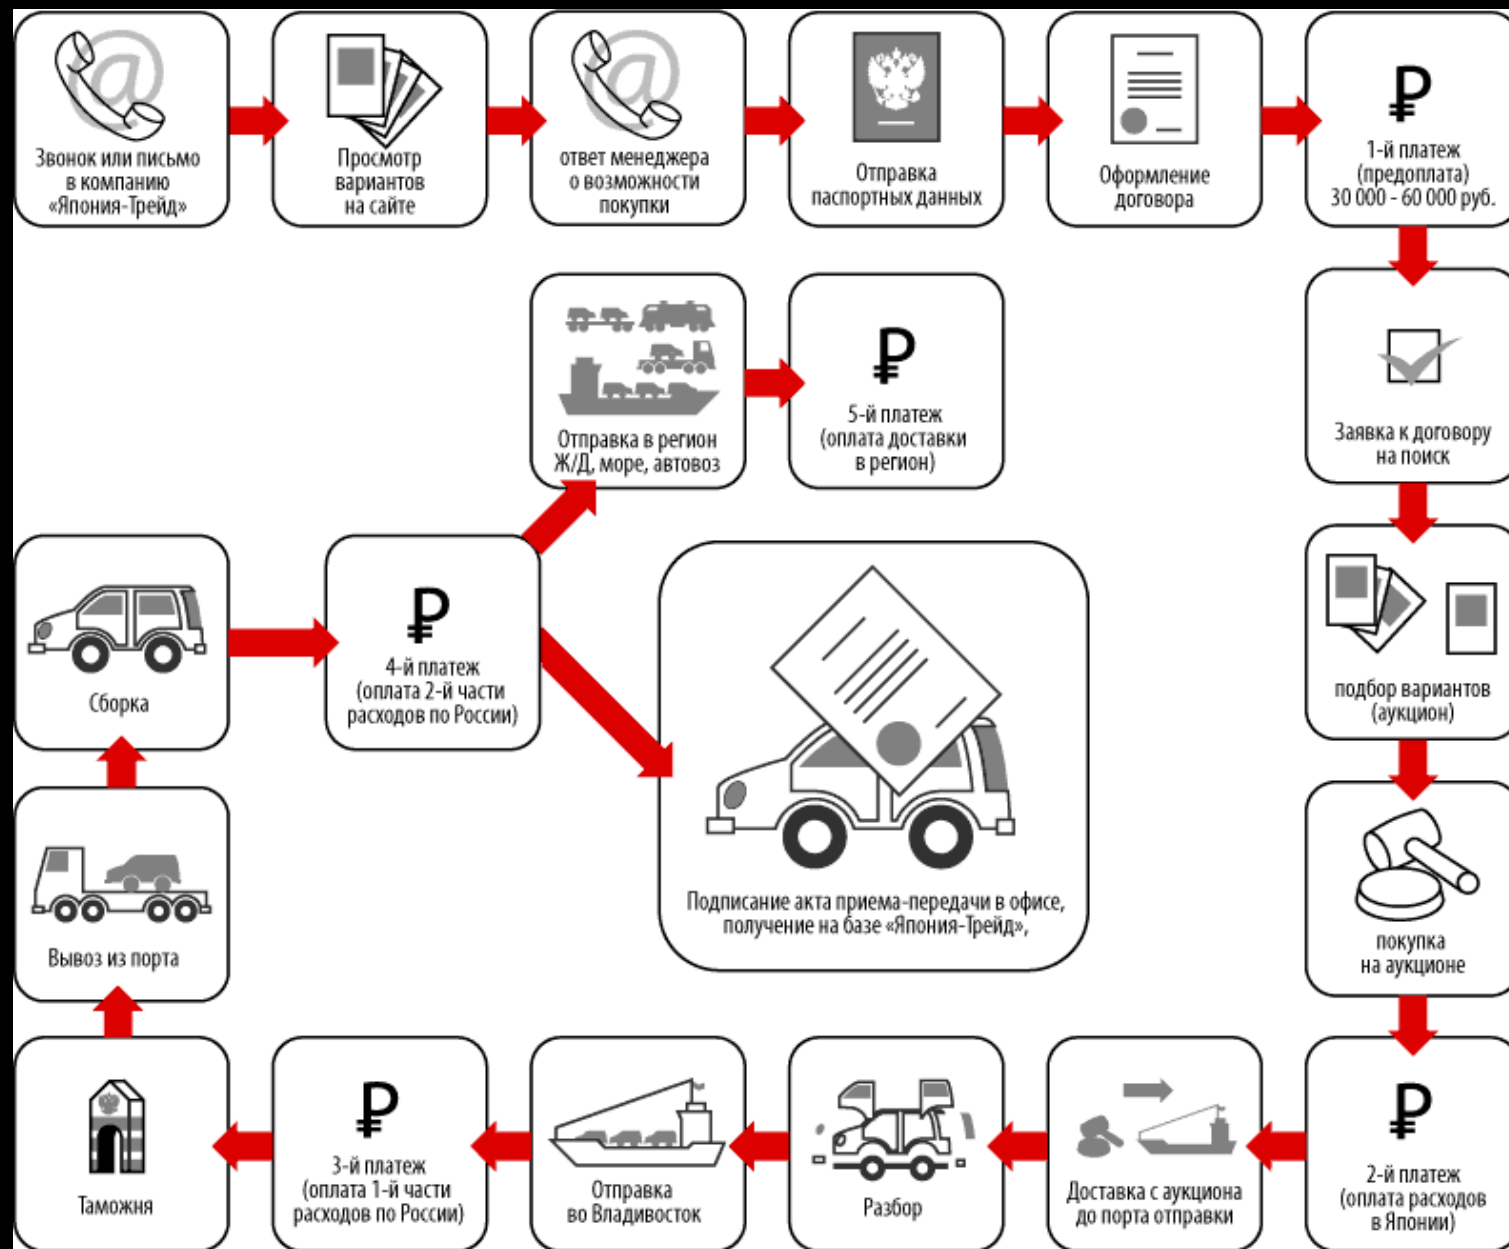 Звонок или письмо
в компанию
«Япония-Трейд»
Просмотр
вариантов
на сайте
ответ менеджера
о возможности
покупки
Отправка
паспортных данных
Оформление
договора
₽
1-й платеж
(предоплата)
30 000 - 60 000 руб.
Заявка к договору
на поиск
подбор вариантов
(аукцион)
покупка
на аукционе
₽
2-й платеж
(оплата расходов
в Японии)
Доставка с аукциона
до порта отправки
Разбор
Отправка
во Владивосток
₽
3-й платеж
(оплата 1-й части
расходов по России)
Таможня
Вывоз из порта
Сборка
₽
4-й платеж
(оплата 2-й части
расходов по России)
Отправка в регион
Ж/Д, море, автовоз
₽
5-й платеж
(оплата доставки
в регион)
Подписание акта приема-передачи в офисе,
получение на базе «Япония-Трейд»,